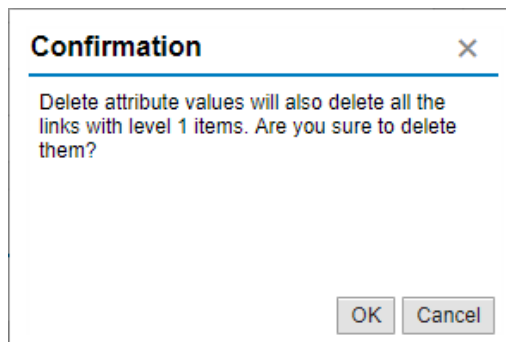 Confirmation
Delete attribute values will also delete all the
links with level 1 items. Are you sure to delete
them?
OK Cancel